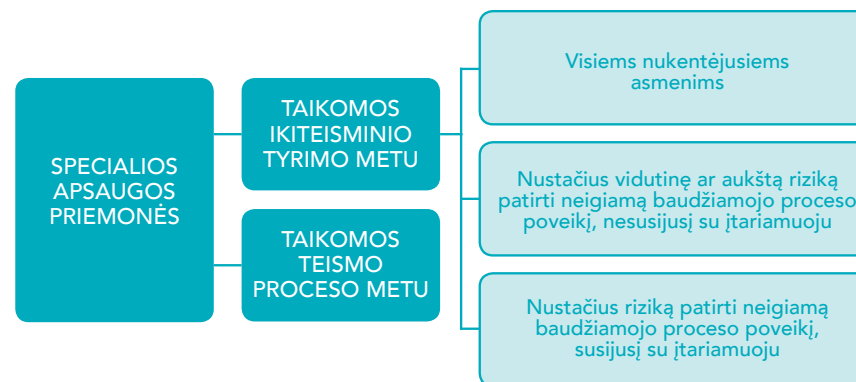 SPECIALIOS
APSAUGOS
PRIEMONĖS
TAIKOMOS
IKITEISMINIO
TYRIMO METU
TAIKOMOS
TEISMO
PROCESO METU
Visiems nukentėjusiems
asmenims
Nustačius vidutinę ar aukštą riziką
patirti neigiamą baudžiamojo proceso
poveikį, nesusijusį su įtariamuoju
Nustačius riziką patirti neigiamą
baudžiamojo proceso poveikį,
susijusį su įtariamuoju